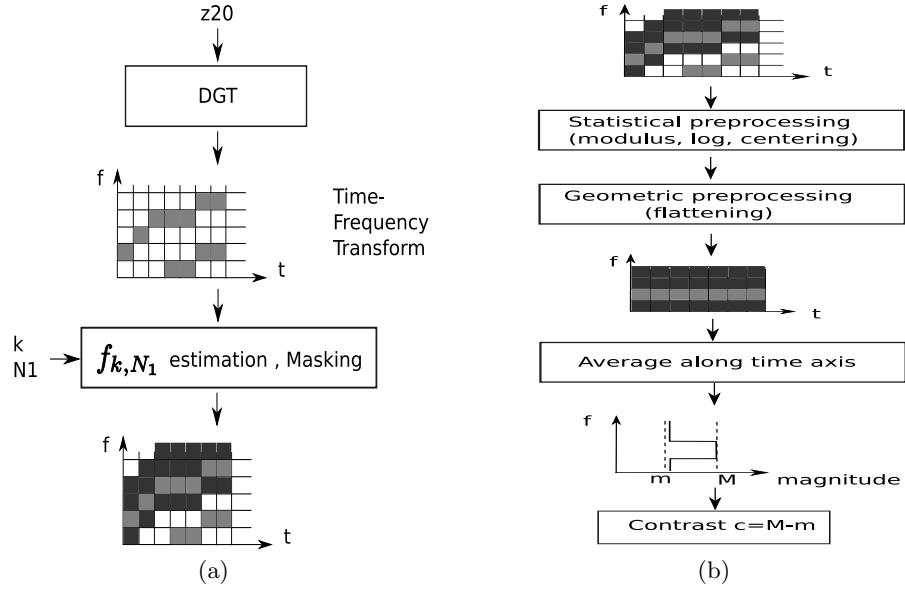 z20
DGT
f
t
Time-
Frequency
Transform
k
N1
f_{k,N_1} estimation , Masking
f
t
(a)
f
t
Statistical preprocessing
(modulus, log, centering)
Geometric preprocessing
(flattening)
f
t
Average along time axis
f
m
M
magnitude
Contrast c=M-m
(b)